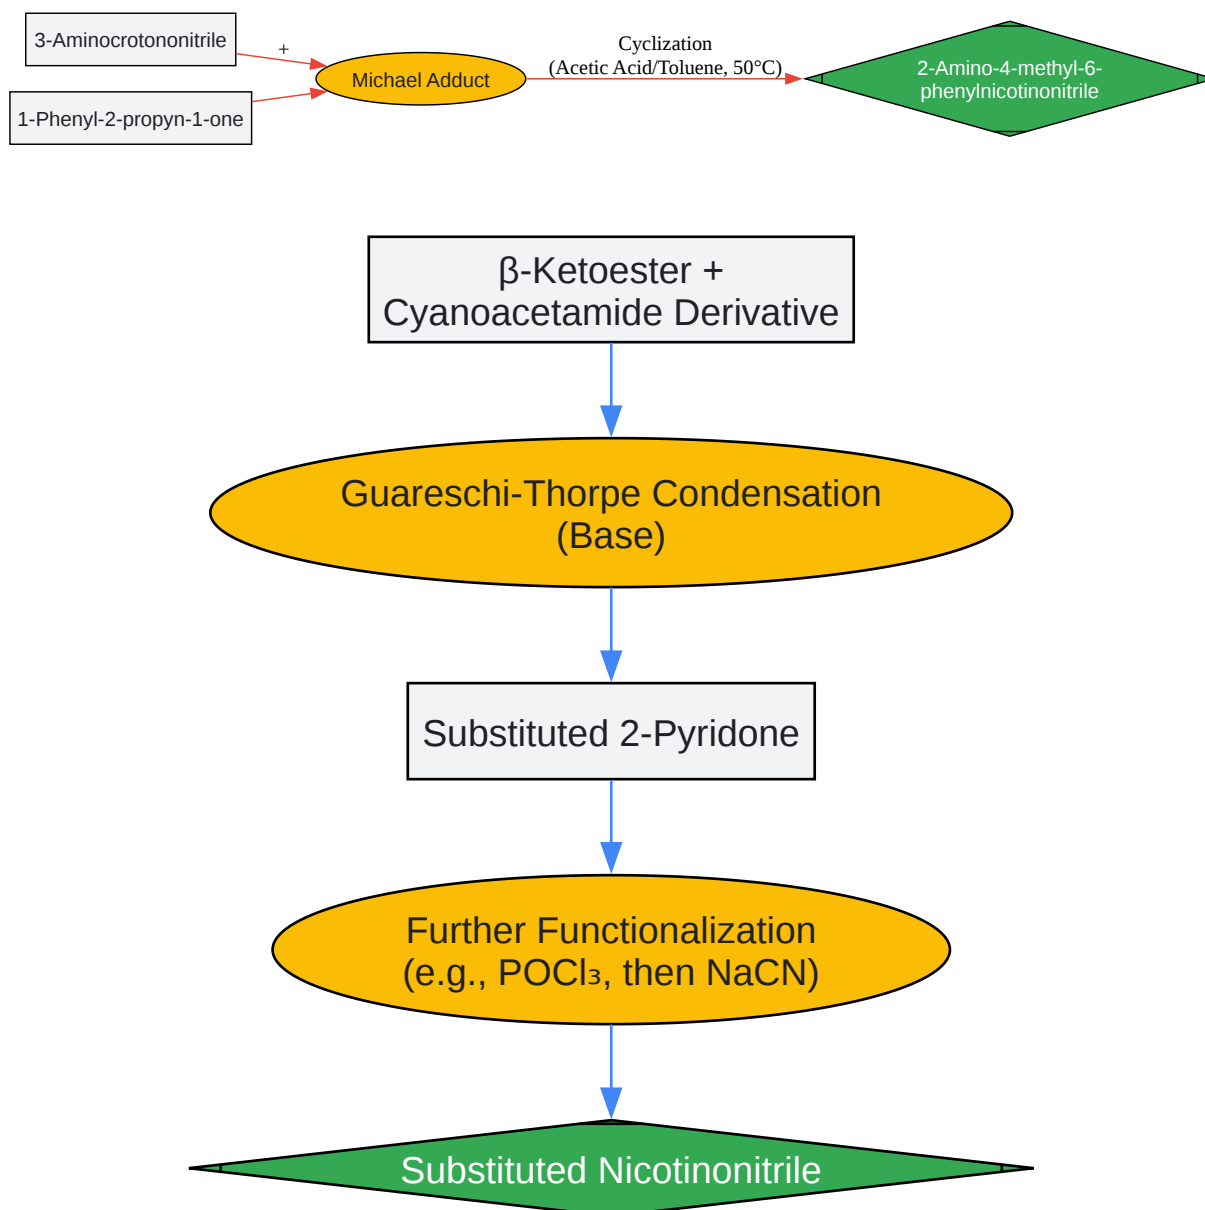 3-Aminocrotononitrile
+
1-Phenyl-2-propyn-1-one
Michael Adduct
Cyclization
(Acetic Acid/Toluene, 50°C)
2-Amino-4-methyl-6-
phenylnicotinonitrile
β-Ketoester +
Cyanoacetamide Derivative
Guareschi-Thorpe Condensation
(Base)
Substituted 2-Pyridone
Further Functionalization
(e.g., POCl₃, then NaCN)
Substituted Nicotinonitrile